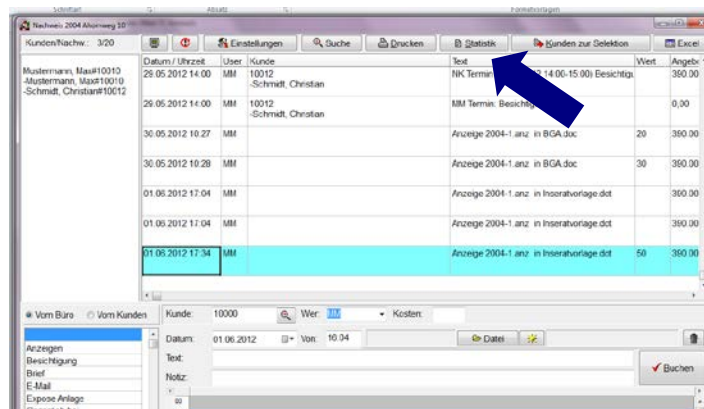 Schriftart Absatz Formatvorlagen
Nachweis 2004 Ahornweg 10
Kunden/Nachw.: 3/20 Einstellungen Suche Drucken Statistik Kunden zur Selektion Excel
Datum / Uhrzeit User Kunde Text Wert Angebo
Mustermann, Max#10010
-Mustermann, Max#10010
-Schmidt, Christian#10012
29.05.2012 14:00 MM 10012 NK Termin 14:00-15:00) Besichtigu 390.00
-Schmidt, Christian
29.05.2012 14:00 MM 10012 MM Termin: Besichtig 0,00
-Schmidt, Christian
30.05.2012 10:27 MM Anzeige 2004-1.anz in BGA.doc 20 390.00
30.05.2012 10:28 MM Anzeige 2004-1.anz in BGA.doc 30 390.00
01.06.2012 17:04 MM Anzeige 2004-1.anz in Inseratvorlage.dot 300.00
01.06.2012 17:04 MM Anzeige 2004-1.anz in Inseratvorlage.dot 390.00
01.06.2012 17:34 MM Anzeige 2004-1.anz in Inseratvorlage.dot 50 390.00
Vom Büro Vom Kunden Kunde: 10000 Wer: MM Kosten:
Datum: 01.06.2012 Von: 16:04 Datei
Anzeigen
Besichtigung
Brief
E-Mail
Expose Anlage
Text:
Notiz:
Buchen